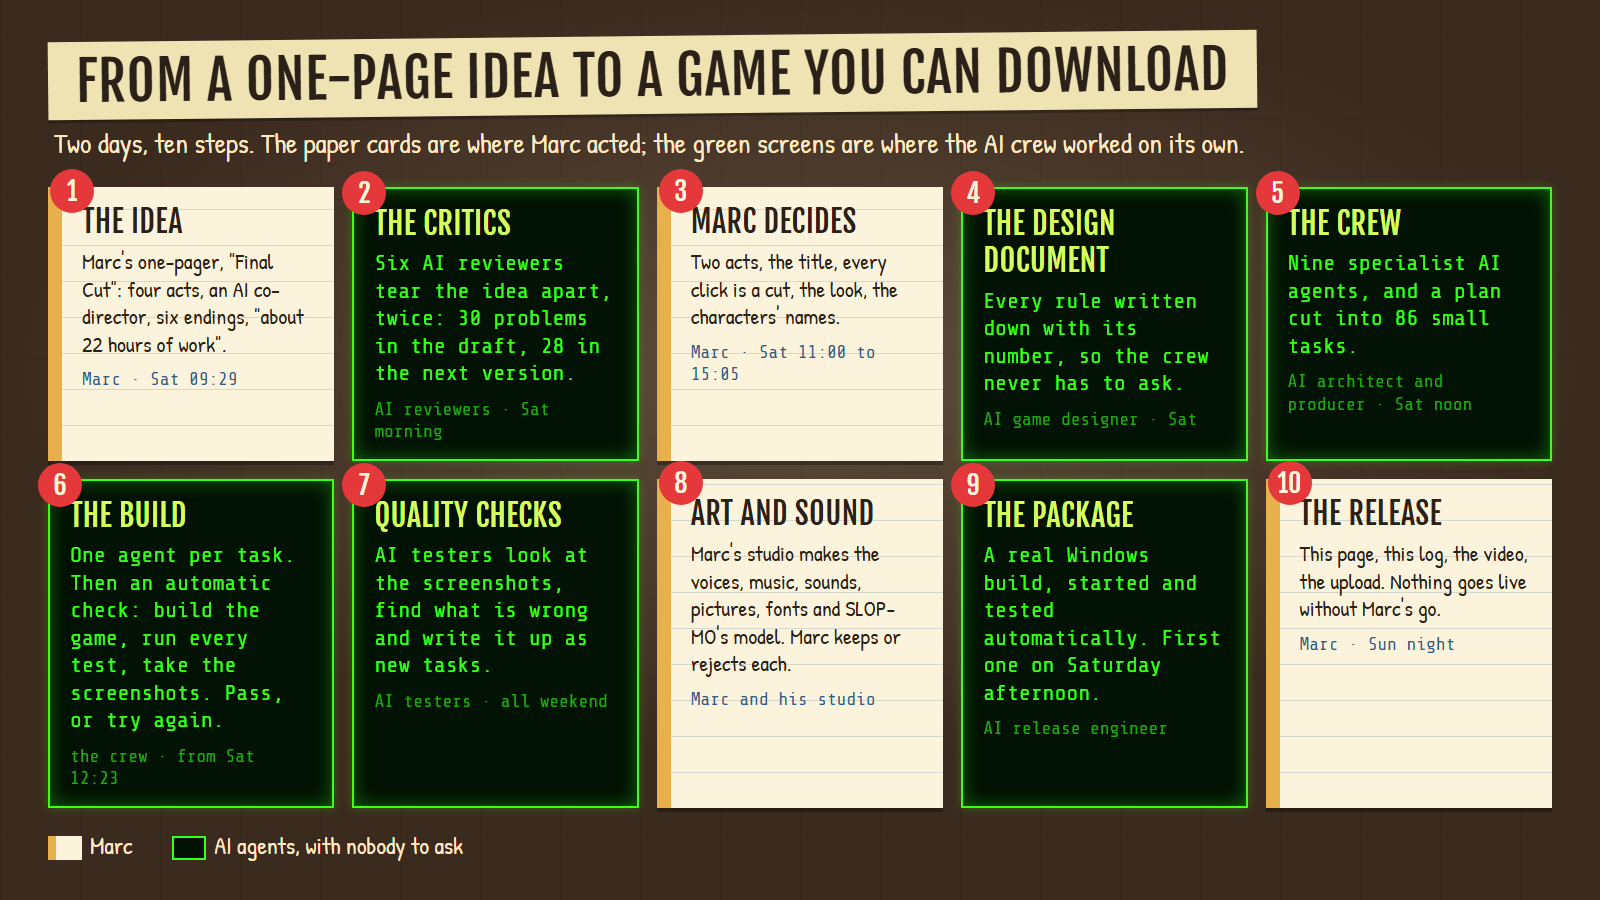 FROM A ONE-PAGE IDEA TO A GAME YOU CAN DOWNLOAD
Two days, ten steps. The paper cards are where Marc acted; the green screens are where the AI crew worked on its own.
1
THE IDEA
Marc's one-pager, "Final
Cut": four acts, an AI co-
director, six endings, "about
22 hours of work".
Marc · Sat 09:29
2
THE CRITICS
Six AI reviewers
tear the idea apart,
twice: 30 problems
in the draft, 28 in
the next version.
AI reviewers · Sat
morning
3
MARC DECIDES
Two acts, the title, every
click is a cut, the look, the
characters' names.
Marc · Sat 11:00 to
15:05
4
THE DESIGN
DOCUMENT
Every rule written
down with its
number, so the crew
never has to ask.
AI game designer · Sat
5
THE CREW
Nine specialist AI
agents, and a plan
cut into 86 small
tasks.
AI architect and
producer · Sat noon
6
THE BUILD
One agent per task.
Then an automatic
check: build the
game, run every
test, take the
screenshots. Pass,
or try again.
the crew · from Sat
12:23
7
QUALITY CHECKS
AI testers look at
the screenshots,
find what is wrong
and write it up as
new tasks.
AI testers · all weekend
8
ART AND SOUND
Marc's studio makes the
voices, music, sounds,
pictures, fonts and SLOP-
MO's model. Marc keeps or
rejects each.
Marc and his studio
9
THE PACKAGE
A real Windows
build, started and
tested
automatically. First
one on Saturday
afternoon.
AI release engineer
10
THE RELEASE
This page, this log, the video,
the upload. Nothing goes live
without Marc's go.
Marc · Sun night
Marc
AI agents, with nobody to ask